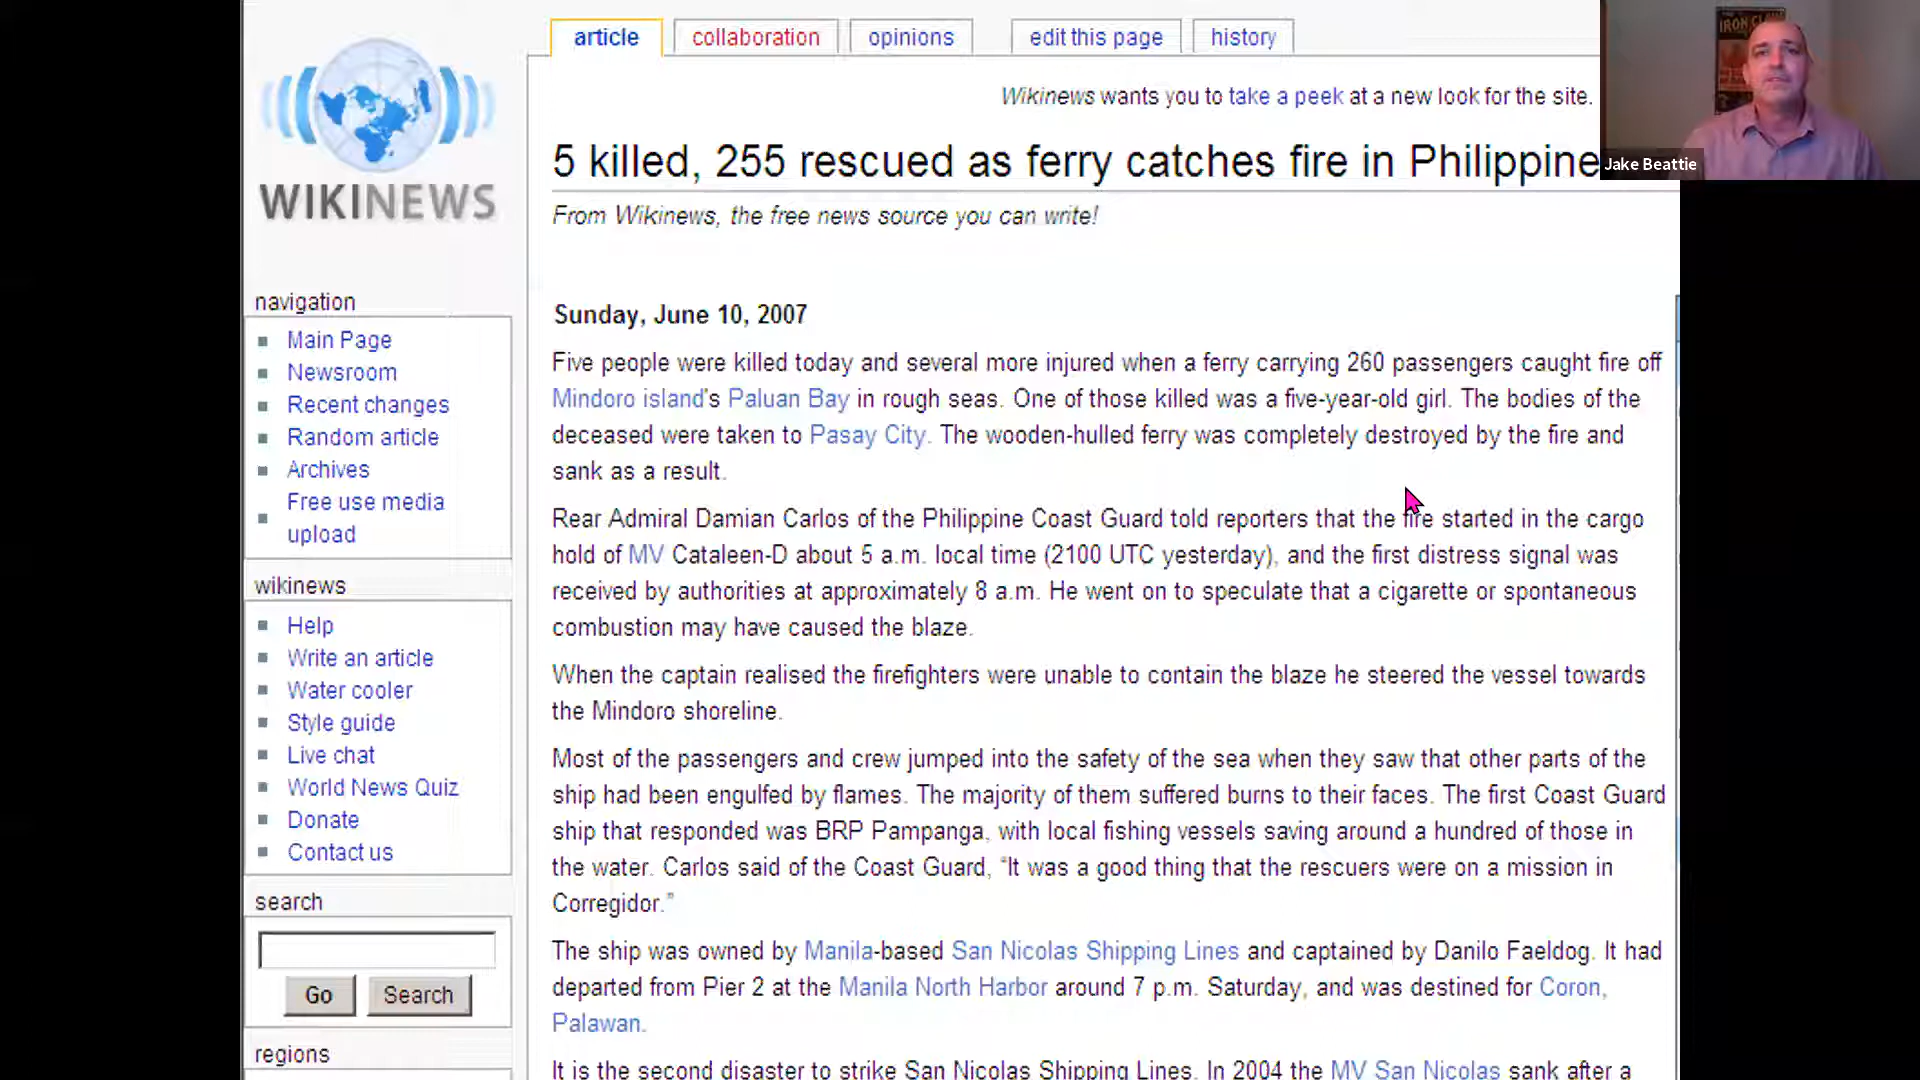 article
collaboration
opinions
edit this page
history
IRON CLAW
Jake Beattie
Wikinews wants you to take a peek at a new look for the site.
WIKINEWS
5 killed, 255 rescued as ferry catches fire in Philippine
From Wikinews, the free news source you can write!
navigation
Main Page
Newsroom
Recent changes
Random article
Archives
Free use media
upload
wikinews
Help
Write an article
Water cooler
Style guide
Live chat
World News Quiz
Donate
Contact us
search
Go
Search
regions
Sunday, June 10, 2007
Five people were killed today and several more injured when a ferry carrying 260 passengers caught fire off
Mindoro island's Paluan Bay in rough seas. One of those killed was a five-year-old girl. The bodies of the
deceased were taken to Pasay City. The wooden-hulled ferry was completely destroyed by the fire and
sank as a result.
Rear Admiral Damian Carlos of the Philippine Coast Guard told reporters that the fire started in the cargo
hold of MV Cataleen-D about 5 a.m. local time (2100 UTC yesterday), and the first distress signal was
received by authorities at approximately 8 a.m. He went on to speculate that a cigarette or spontaneous
combustion may have caused the blaze.
When the captain realised the firefighters were unable to contain the blaze he steered the vessel towards
the Mindoro shoreline.
Most of the passengers and crew jumped into the safety of the sea when they saw that other parts of the
ship had been engulfed by flames. The majority of them suffered burns to their faces. The first Coast Guard
ship that responded was BRP Pampanga, with local fishing vessels saving around a hundred of those in
the water. Carlos said of the Coast Guard, “It was a good thing that the rescuers were on a mission in
Corregidor.”
The ship was owned by Manila-based San Nicolas Shipping Lines and captained by Danilo Faeldog. It had
departed from Pier 2 at the Manila North Harbor around 7 p.m. Saturday, and was destined for Coron,
Palawan.
It is the second disaster to strike San Nicolas Shipping Lines. In 2004 the MV San Nicolas sank after a